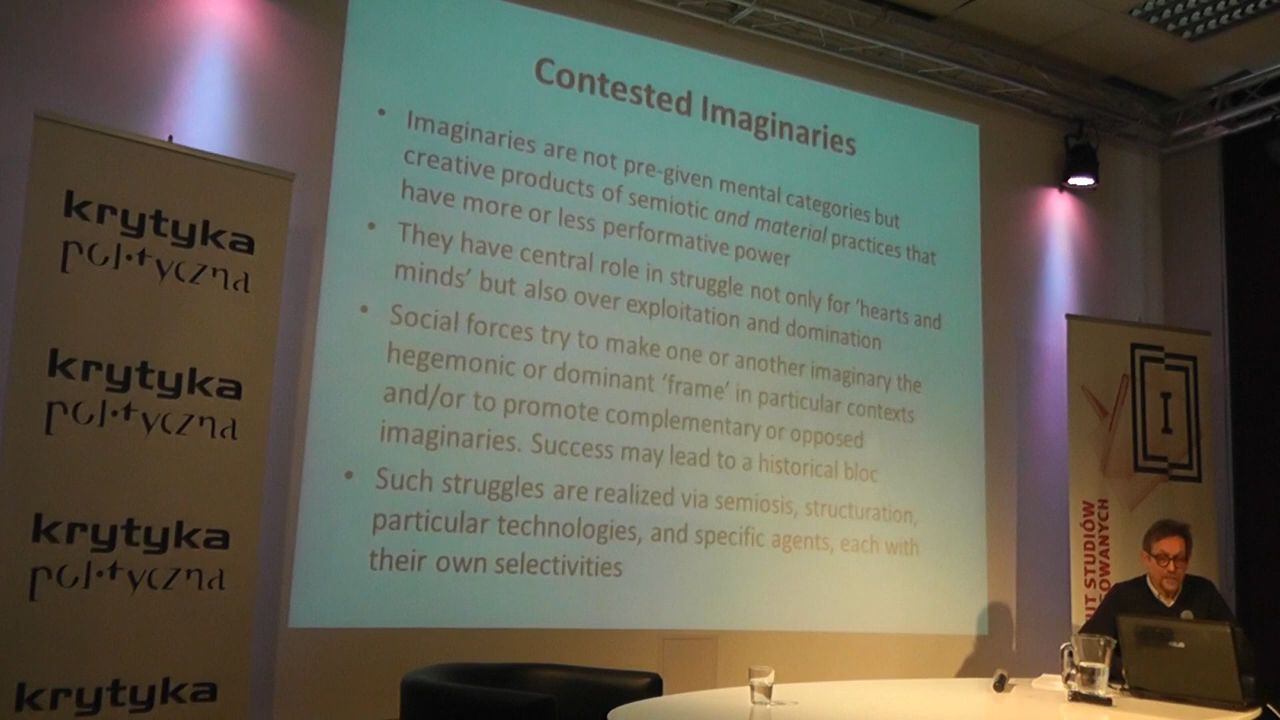 Contested Imaginaries
• Imaginaries are not pre-given mental categories but
creative products of semiotic and material practices that
have more or less performative power
• They have central role in struggle not only for ‘hearts and
minds’ but also over exploitation and domination
• Social forces try to make one or another imaginary the
hegemonic or dominant ‘frame’ in particular contexts
and/or to promote complementary or opposed
imaginaries. Success may lead to a historical bloc
• Such struggles are realized via semiosis, structuration,
particular technologies, and specific agents, each with
their own selectivities
krytyka
polityczna
krytyka
polityczna
krytyka
polityczna
krytyka
I
UT STUDIÓW
SOWANYCH